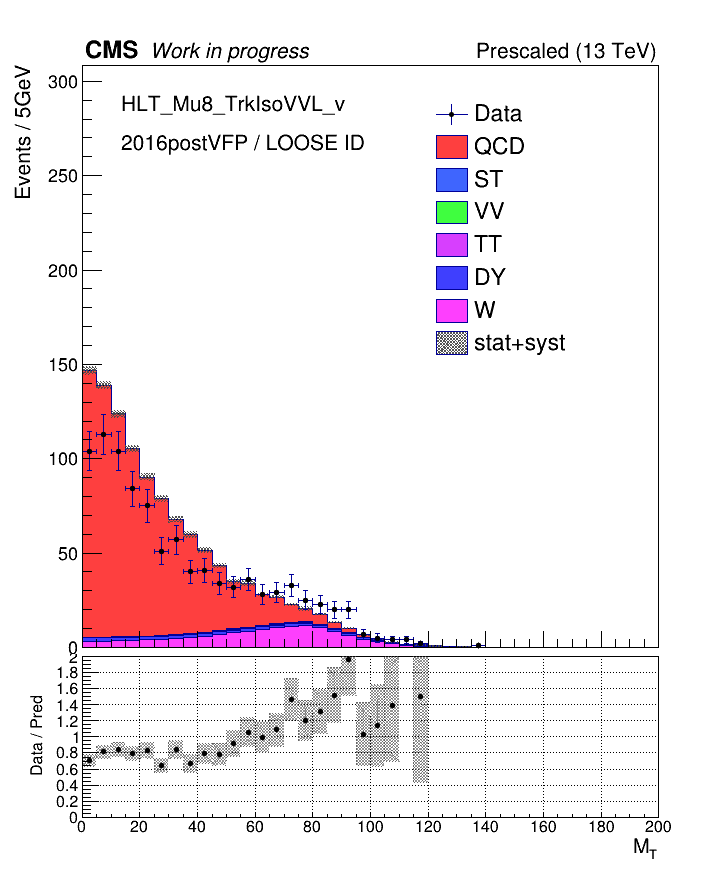 CMS Work in progress Prescaled (13 TeV)
Events / 5GeV
300
250
200
150
100
50
0
HLT_Mu8_TrkIsoVVL_v
2016postVFP / LOOSE ID
Data
QCD
ST
VV
TT
DY
W
stat+syst
Data / Pred
2
1.8
1.6
1.4
1.2
1
0.8
0.6
0.4
0.2
0
0 20 40 60 80 100 120 140 160 180 200
M_T